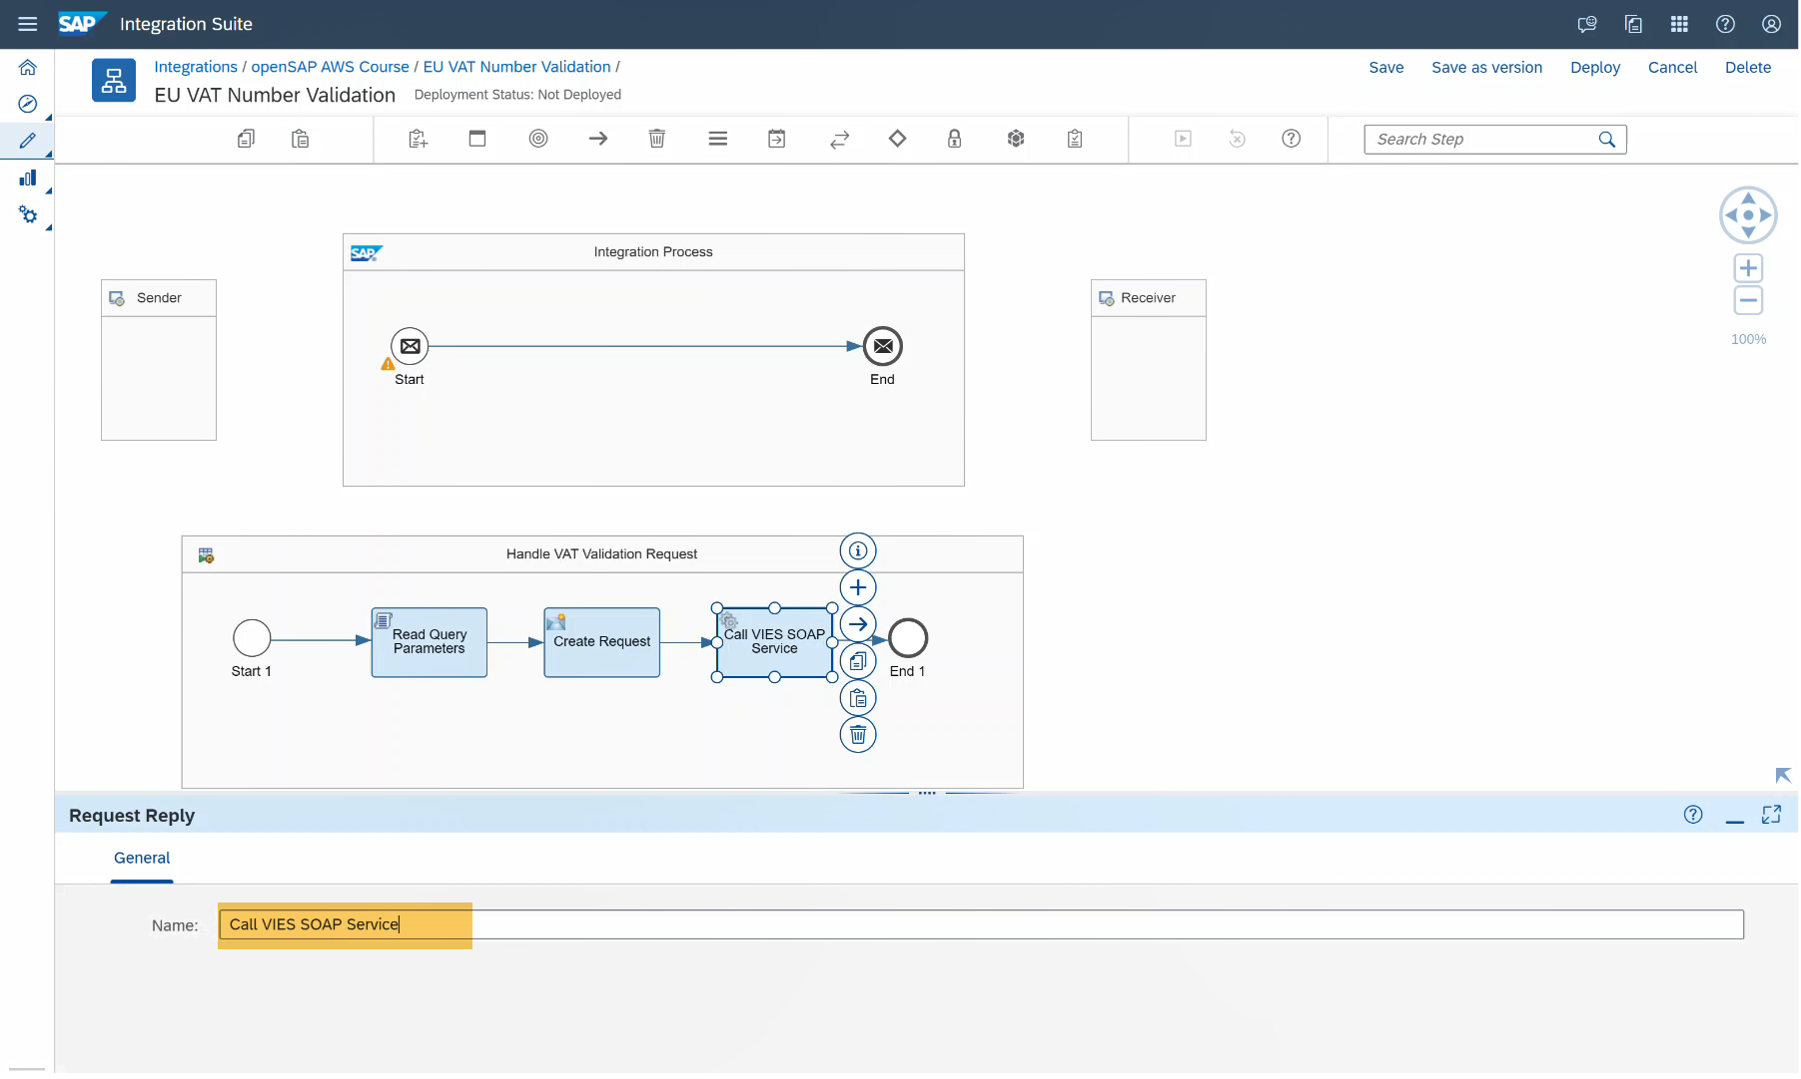 SAP Integration Suite
Integrations / openSAP AWS Course / EU VAT Number Validation /
Save Save as version Deploy Cancel Delete
EU VAT Number Validation Deployment Status: Not Deployed
Search Step
SAP Integration Process
Sender
Receiver
100%
Start
End
Handle VAT Validation Request
Read Query
Parameters
Create Request
Call VIES SOAP
Service
Start 1
End 1
Request Reply
General
Name: Call VIES SOAP Service